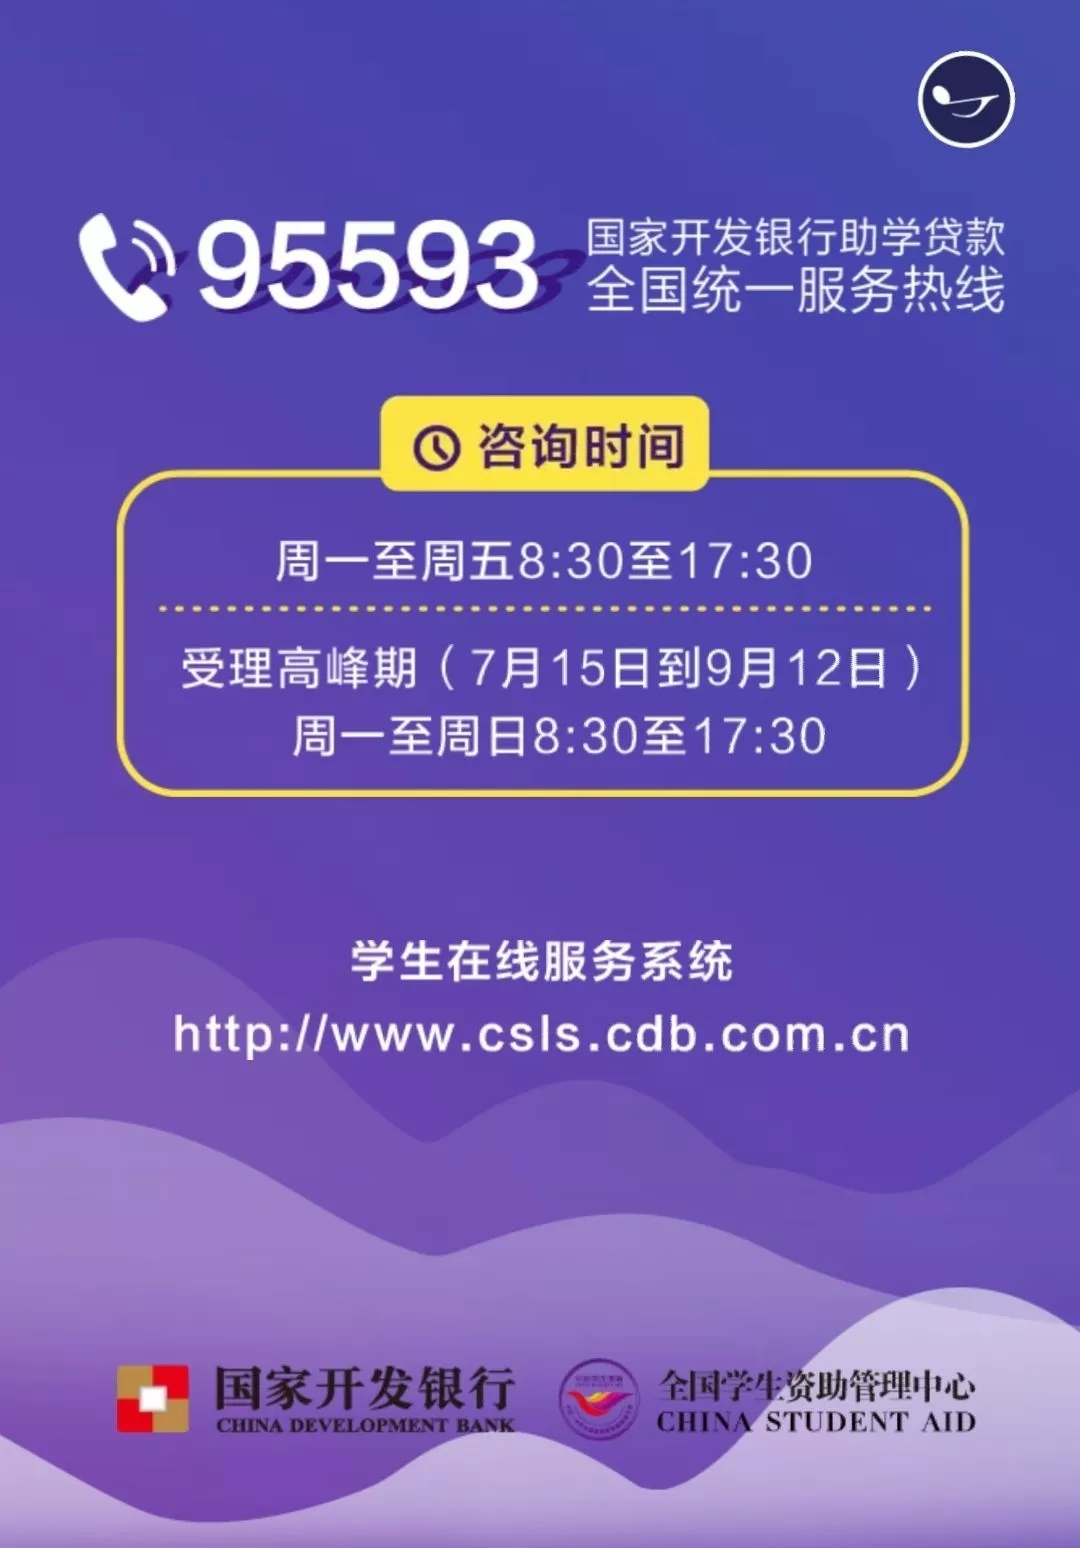 95593
国家开发银行助学贷款
全国统一服务热线
咨询时间
周一至周五8:30至17:30
受理高峰期（7月15日到9月12日）
周一至周日8:30至17:30
学生在线服务系统
http://www.csls.cdb.com.cn
国家开发银行
CHINA DEVELOPMENT BANK
全国学生资助管理中心
CHINA STUDENT AID